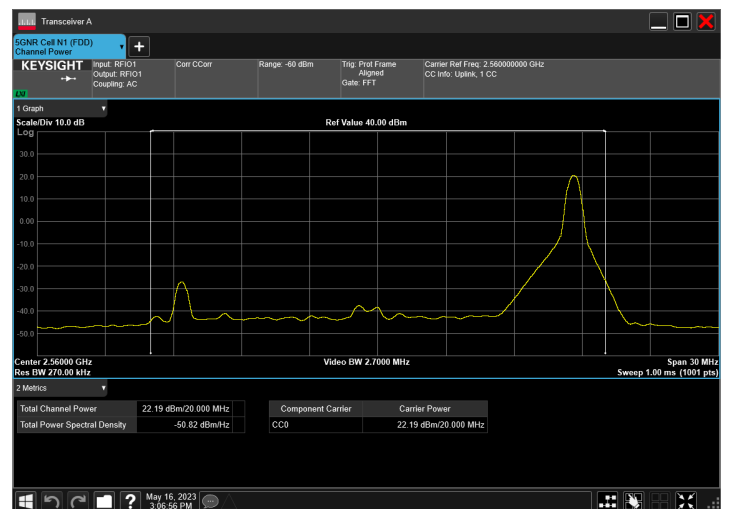 Transceiver A
5GNR Cell N1 (FDD)
Channel Power
KEYSIGHT
LXI
Input: RFIO1
Output: RFIO1
Coupling: AC
Corr CCorr
Range: -60 dBm
Trig: Prot Frame
Aligned
Gate: FFT
Carrier Ref Freq: 2.560000000 GHz
CC Info: Uplink, 1 CC
1 Graph
Scale/Div 10.0 dB
Ref Value 40.00 dBm
Log
30.0
20.0
10.0
0.00
-10.0
-20.0
-30.0
-40.0
-50.0
Center 2.56000 GHz
Video BW 2.7000 MHz
Span 30 MHz
Res BW 270.00 kHz
Sweep 1.00 ms (1001 pts)
2 Metrics
Total Channel Power 22.19 dBm/20.000 MHz
Total Power Spectral Density -50.82 dBm/Hz
Component Carrier Carrier Power
CC0 22.19 dBm/20.000 MHz
?
May 16, 2023
3:06:56 PM